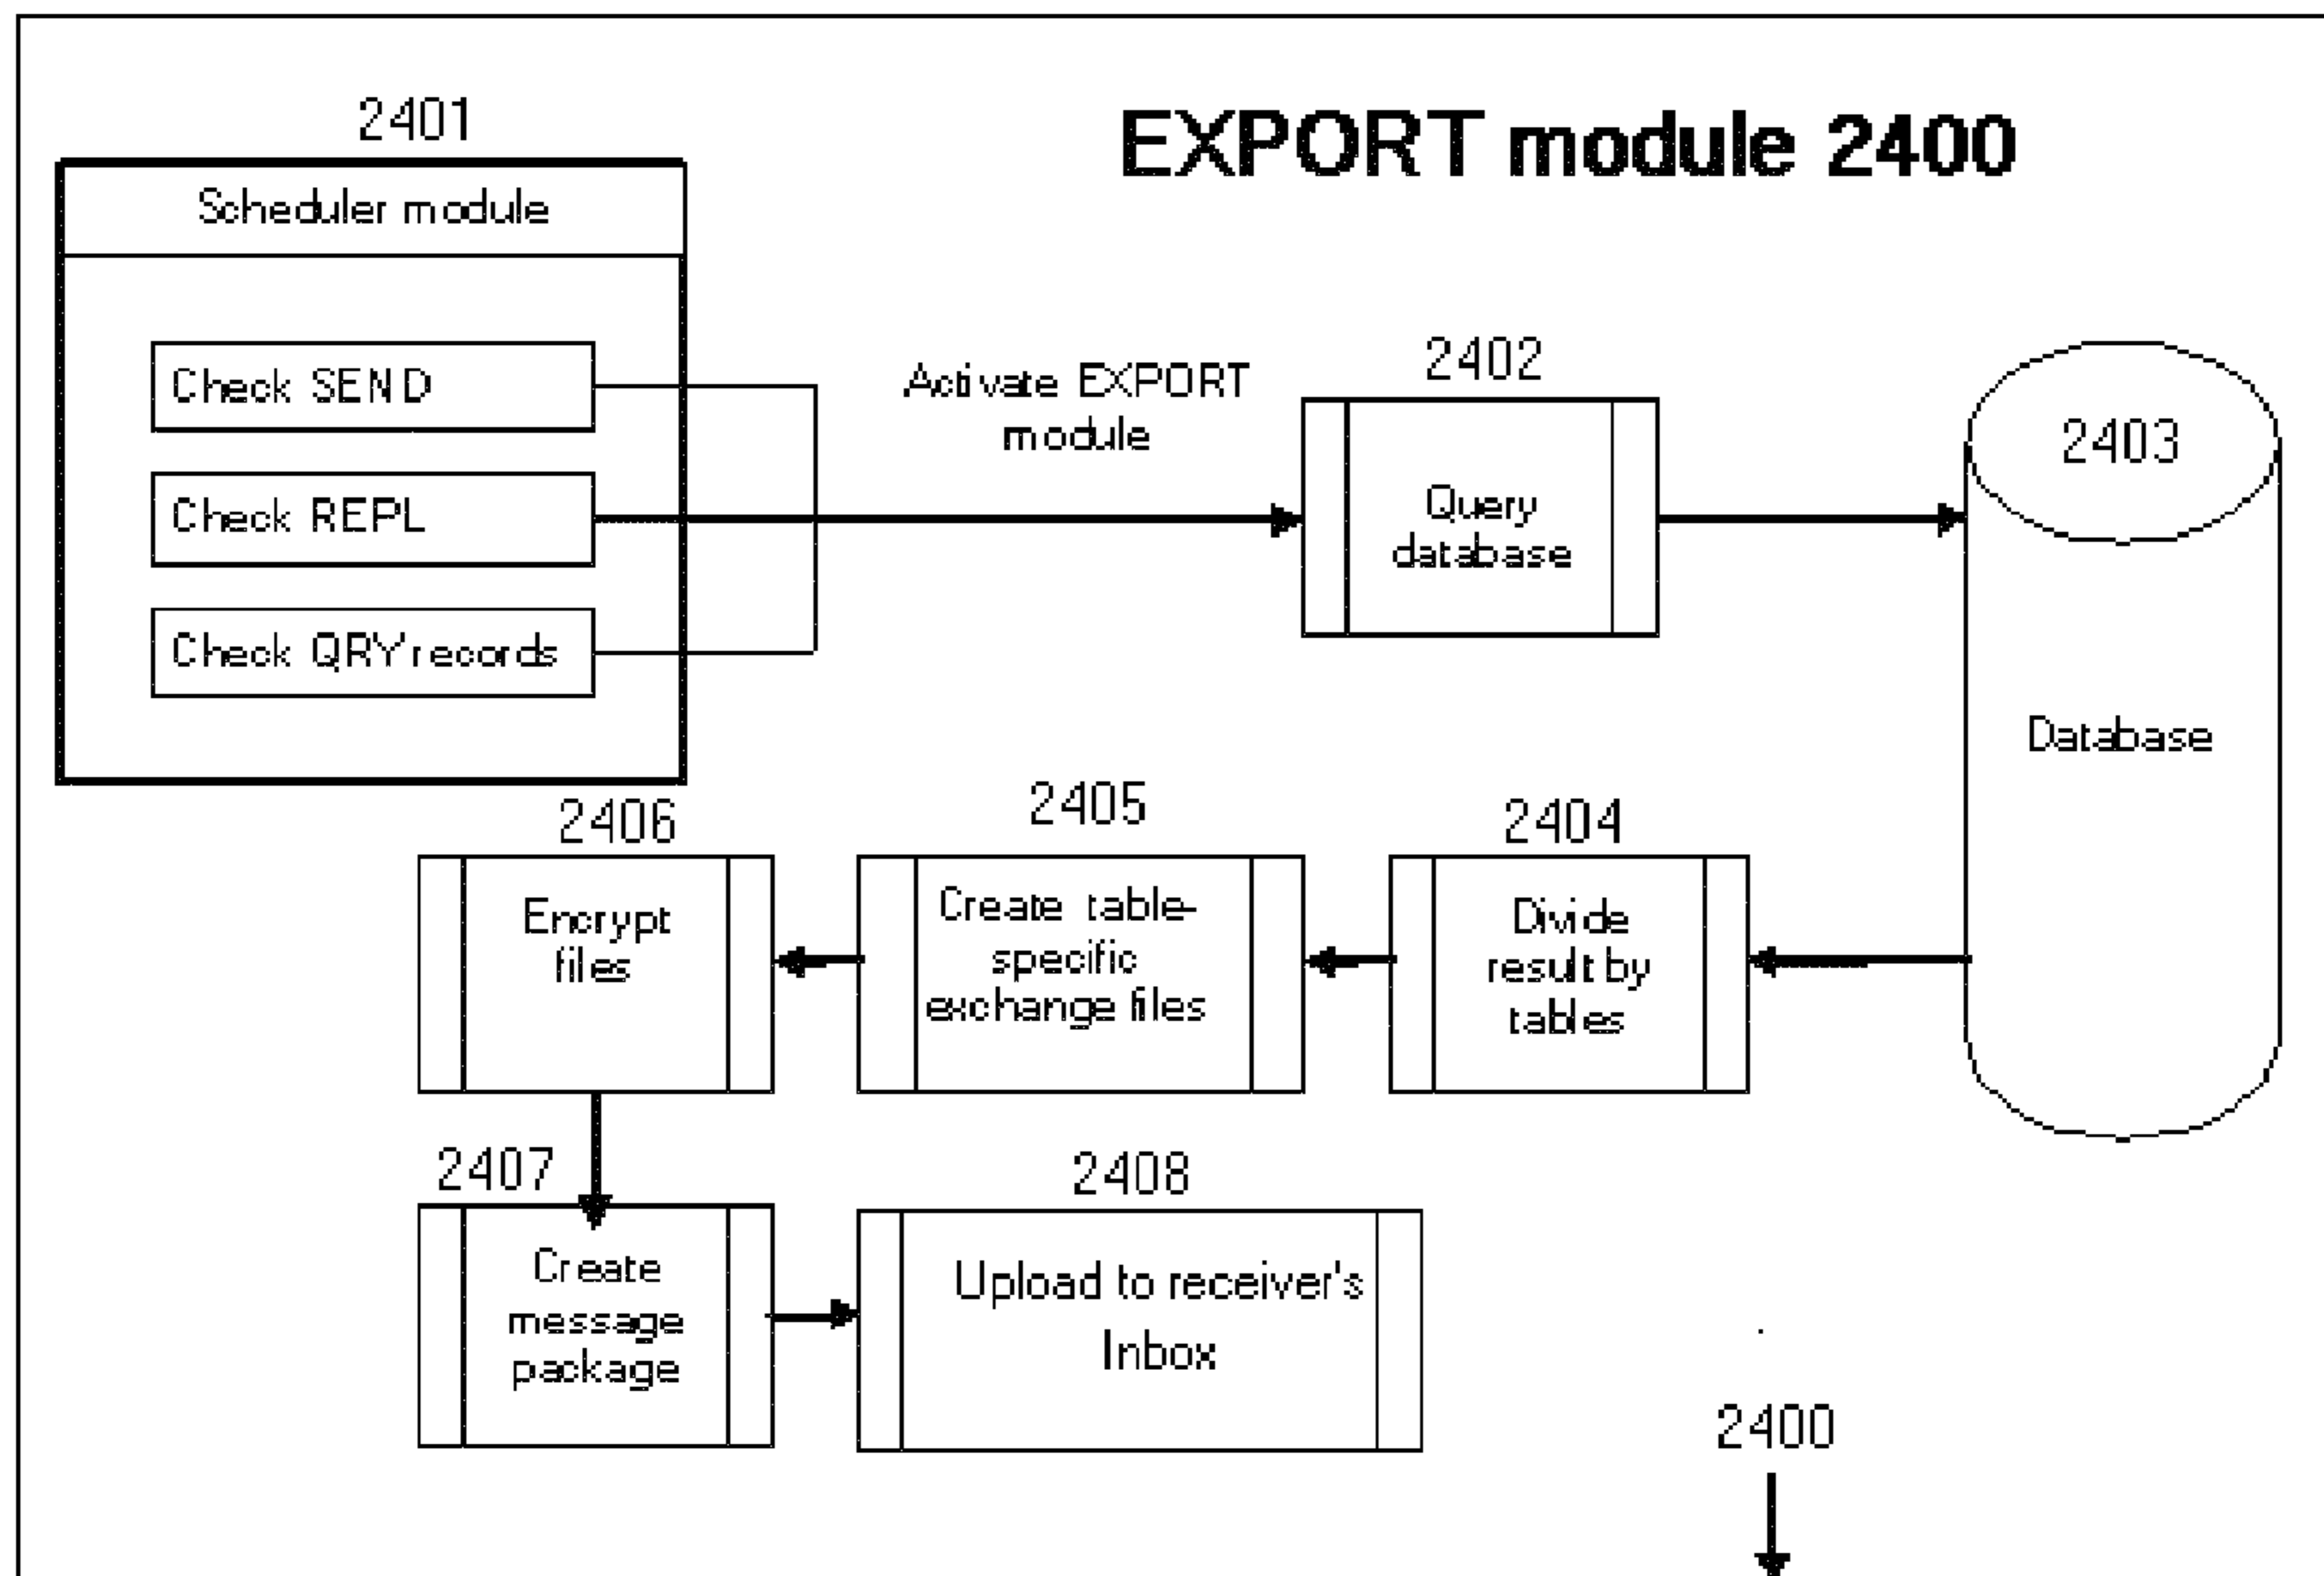 2401
EXPORT module 2400
Scheduler module
Check SEND
Check REPL
Check QRY records
Activate EXPORT
module
2402
Query
database
2403
Database
2406
Encrypt
files
2405
Create table-
specific
exchange files
2404
Divide
result by
tables
2407
Create
message
package
2408
Upload to receiver's
Inbox
2400